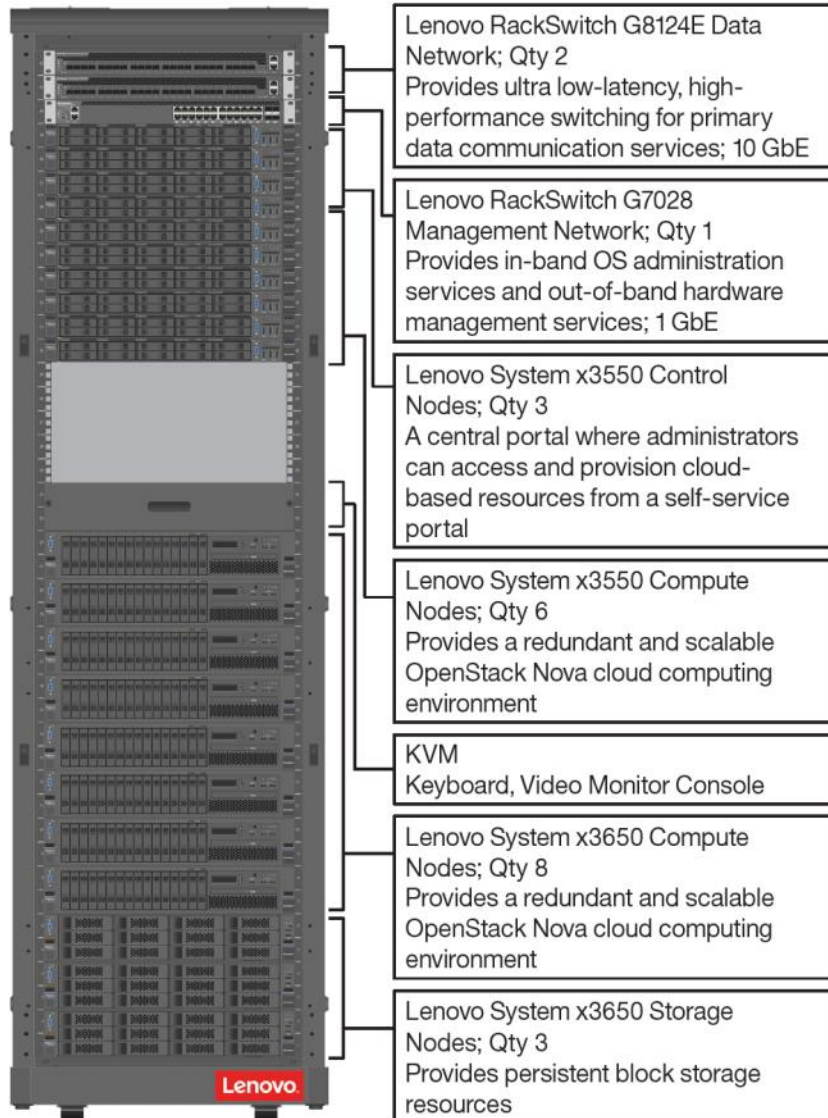 Lenovo RackSwitch G8124E Data
Network; Qty 2
Provides ultra low-latency, high-
performance switching for primary
data communication services; 10 GbE
Lenovo RackSwitch G7028
Management Network; Qty 1
Provides in-band OS administration
services and out-of-band hardware
management services; 1 GbE
Lenovo System x3550 Control
Nodes; Qty 3
A central portal where administrators
can access and provision cloud-
based resources from a self-service
portal
Lenovo System x3550 Compute
Nodes; Qty 6
Provides a redundant and scalable
OpenStack Nova cloud computing
environment
KVM
Keyboard, Video Monitor Console
Lenovo System x3650 Compute
Nodes; Qty 8
Provides a redundant and scalable
OpenStack Nova cloud computing
environment
Lenovo System x3650 Storage
Nodes; Qty 3
Provides persistent block storage
resources
Lenovo